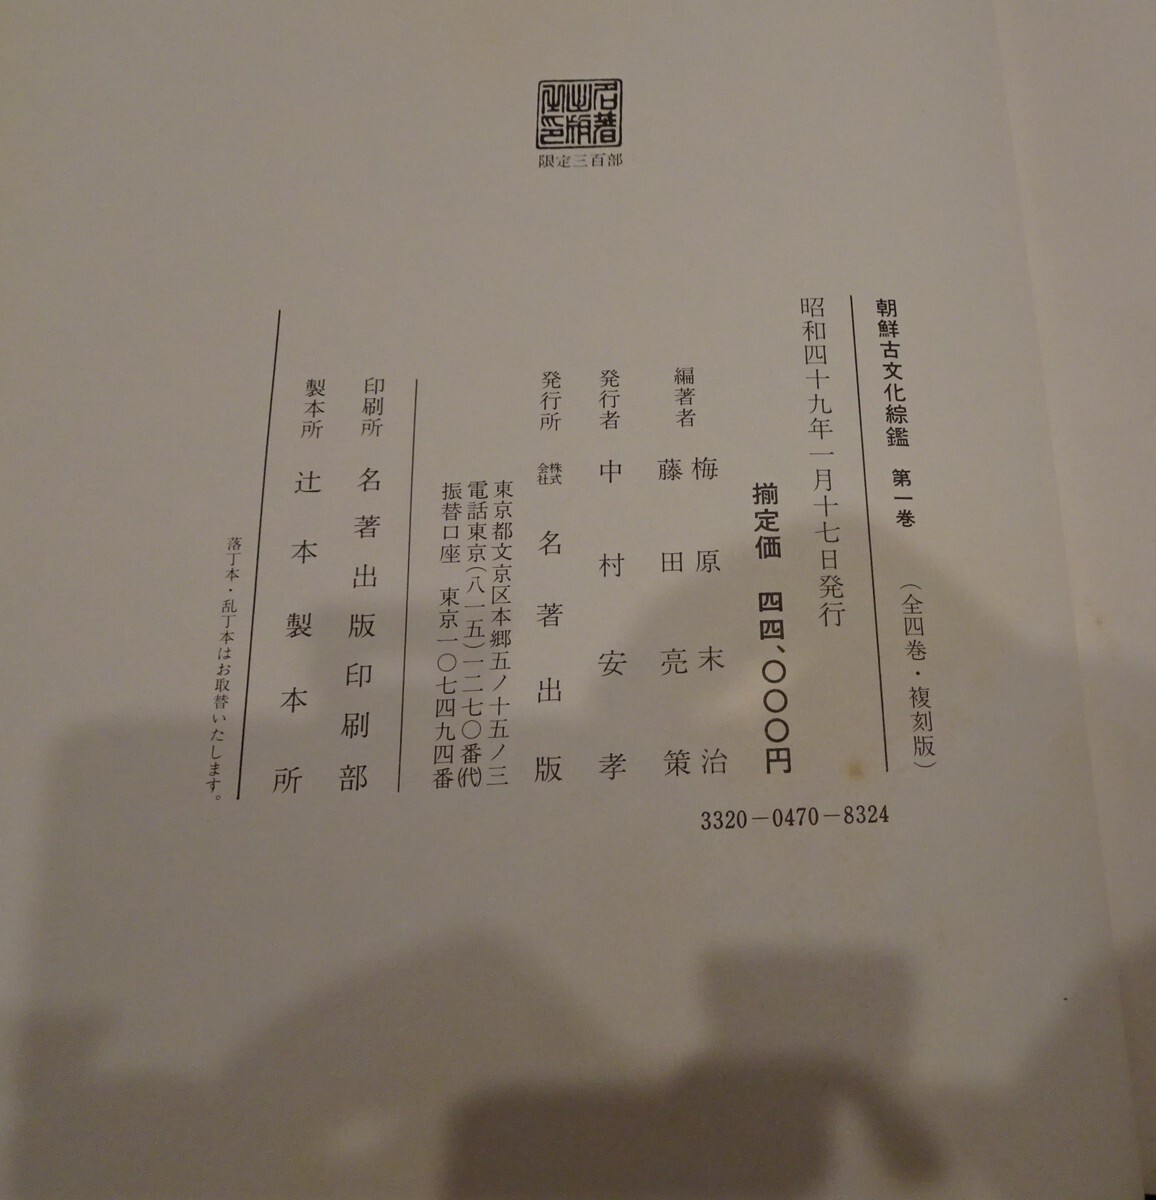 名著
出版
之印
限定三百部
朝鮮古文化綜鑑　第一巻
（全四巻・複刻版）
昭和四十九年一月十七日発行
揃定価　四四、〇〇〇円
編著者　梅原末治
藤田亮策
発行者　中村安孝
発行所　株式会社　名著出版
東京都文京区本郷五ノ十五ノ三
電話東京（八一五）一二七〇番（代）
振替口座　東京一〇七四九四番
印刷所　名著出版印刷部
製本所　辻本製本所
落丁本・乱丁本はお取替いたします。
3320－0470－8324